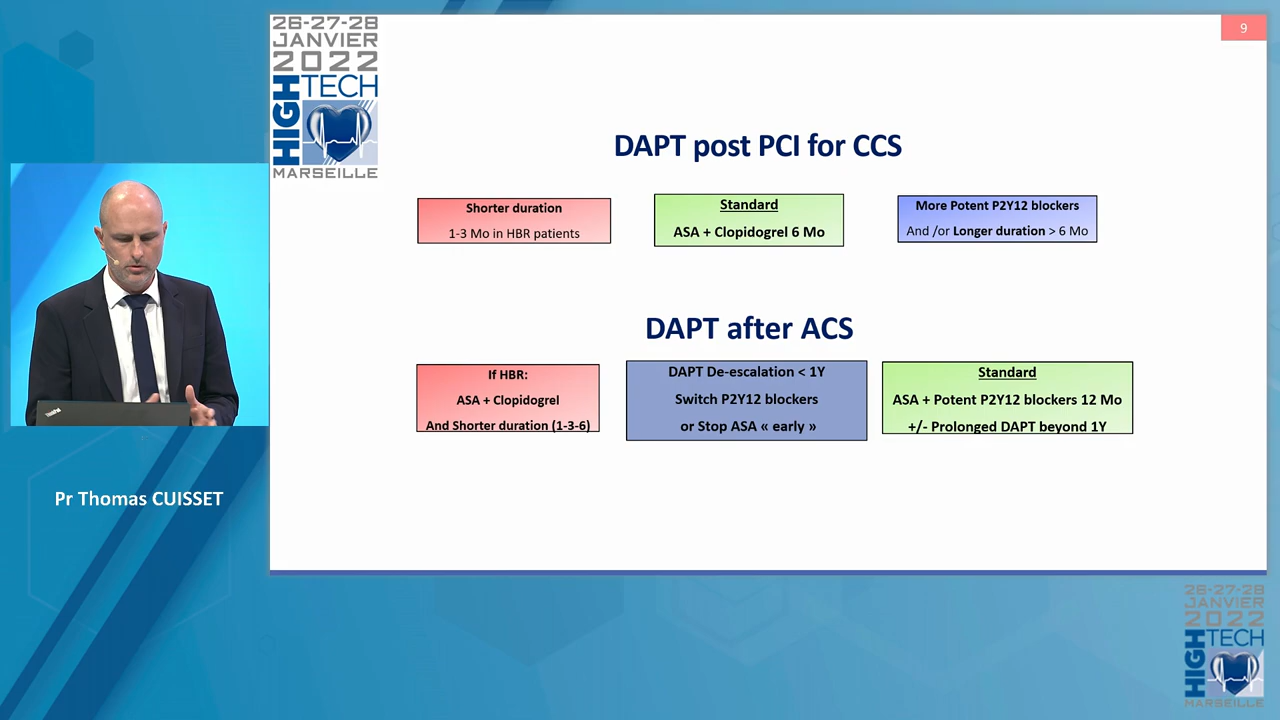 26-27-28
JANVIER
2022
HIGHTECH
MARSEILLE
9
DAPT post PCI for CCS
Shorter duration
1-3 Mo in HBR patients
Standard
ASA + Clopidogrel 6 Mo
More Potent P2Y12 blockers
And /or Longer duration > 6 Mo
DAPT after ACS
If HBR:
ASA + Clopidogrel
And Shorter duration (1-3-6)
DAPT De-escalation < 1Y
Switch P2Y12 blockers
or Stop ASA « early »
Standard
ASA + Potent P2Y12 blockers 12 Mo
+/- Prolonged DAPT beyond 1Y
ThinkPad
Pr Thomas CUISSET
26-27-28
JANVIER
2022
HIGHTECH
MARSEILLE